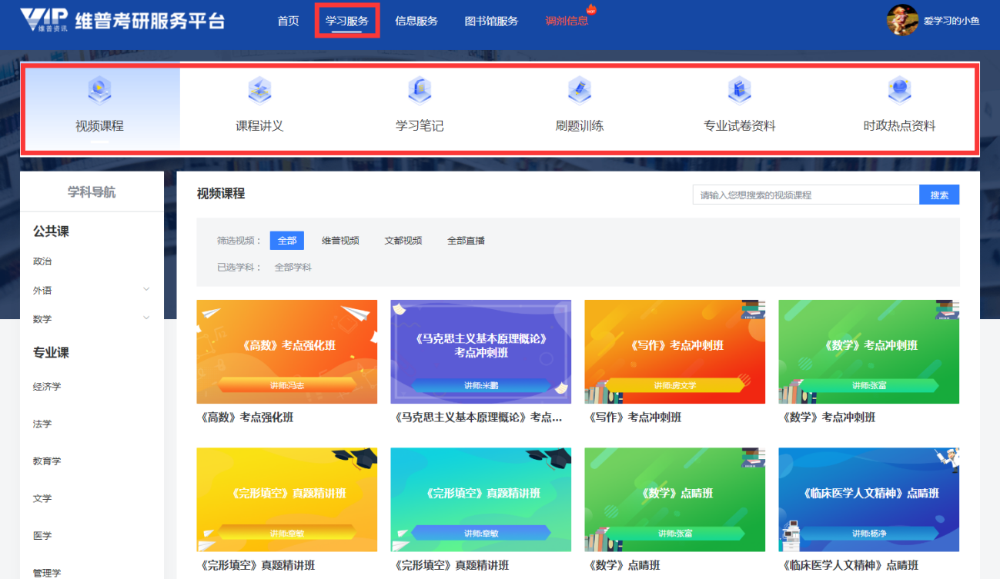 VIP 维普资讯 维普考研服务平台
首页 学习服务 信息服务 图书馆服务 调剂信息 HOT 爱学习的小鱼
视频课程 课程讲义 学习笔记 刷题训练 专业试卷资料 时政热点资料
学科导航
公共课
政治
外语
数学
专业课
经济学
法学
教育学
文学
医学
管理学
视频课程 请输入您想搜索的视频课程 搜索
筛选视频： 全部 维普视频 文都视频 全部直播
已选学科： 全部学科
《高数》考点强化班
讲师:冯志
《高数》考点强化班
《马克思主义基本原理概论》
考点冲刺班
讲师:米鹏
《马克思主义基本原理概论》考点...
《写作》考点冲刺班
讲师:房文学
《写作》考点冲刺班
《数学》考点冲刺班
讲师:张富
《数学》考点冲刺班
《完形填空》真题精讲班
讲师:章敏
《完形填空》真题精讲班
《完形填空》真题精讲班
讲师:章敏
《完形填空》真题精讲班
《数学》点睛班
讲师:张富
《数学》点睛班
《临床医学人文精神》点睛班
讲师:杨净
《临床医学人文精神》点睛班